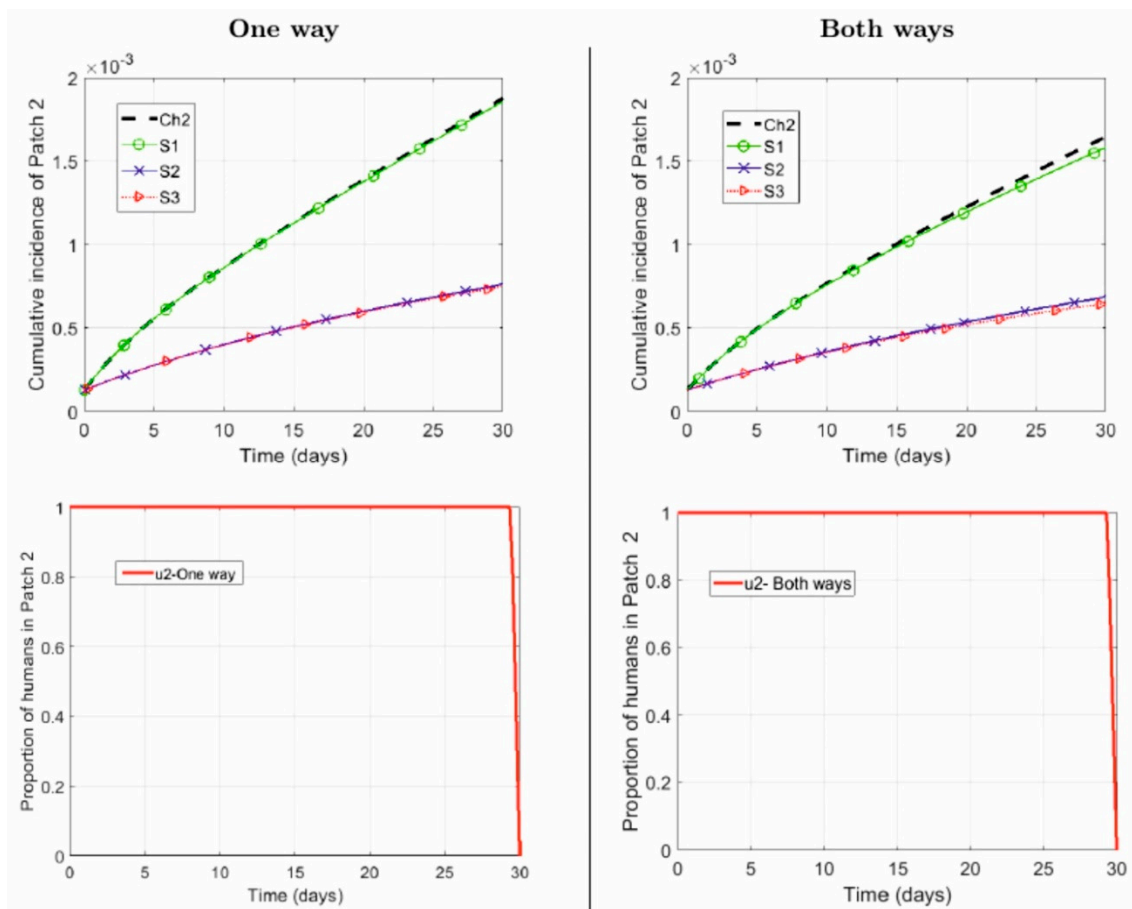 One way
Both ways
×10⁻³
2
1.5
1
0.5
0
Cumulative incidence of Patch 2
Ch2
S1
S2
S3
0 5 10 15 20 25 30
Time (days)
×10⁻³
2
1.5
1
0.5
0
Cumulative incidence of Patch 2
Ch2
S1
S2
S3
0 5 10 15 20 25 30
Time (days)
1
0.8
0.6
0.4
0.2
0
Proportion of humans in Patch 2
u2-One way
0 5 10 15 20 25 30
Time (days)
1
0.8
0.6
0.4
0.2
0
Proportion of humans in Patch 2
u2- Both ways
0 5 10 15 20 25 30
Time (days)